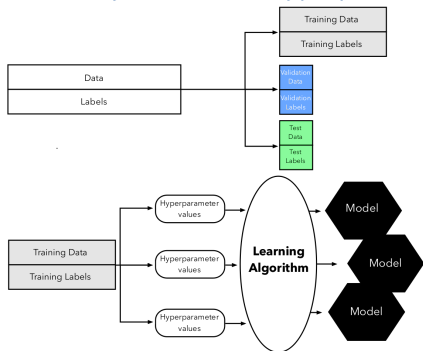 Training Data
Training Labels
Data
Labels
Validation
Data
Validation
Labels
Test
Data
Test
Labels
Hyperparameter
values
Model
Training Data
Training Labels
Hyperparameter
values
Learning
Algorithm
Model
Hyperparameter
values
Model